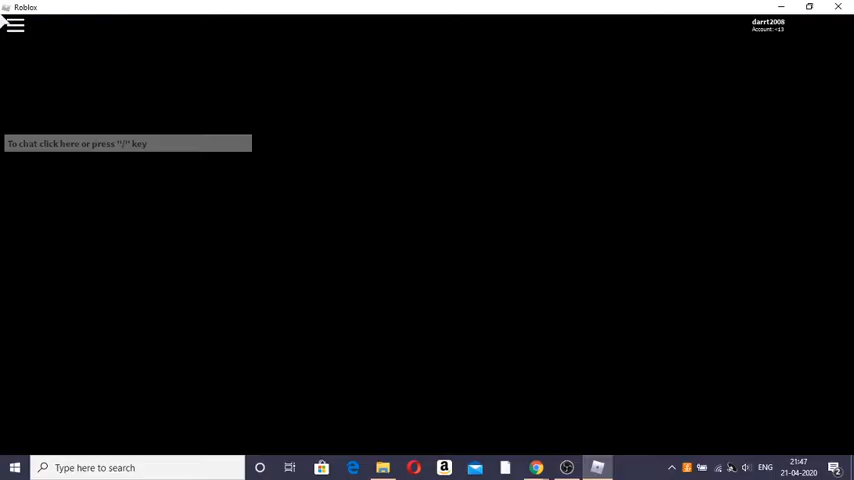 Roblox
darrt2008
Account: <13
To chat click here or press "/" key
Type here to search
a
ENG
21:47
21-04-2020
2